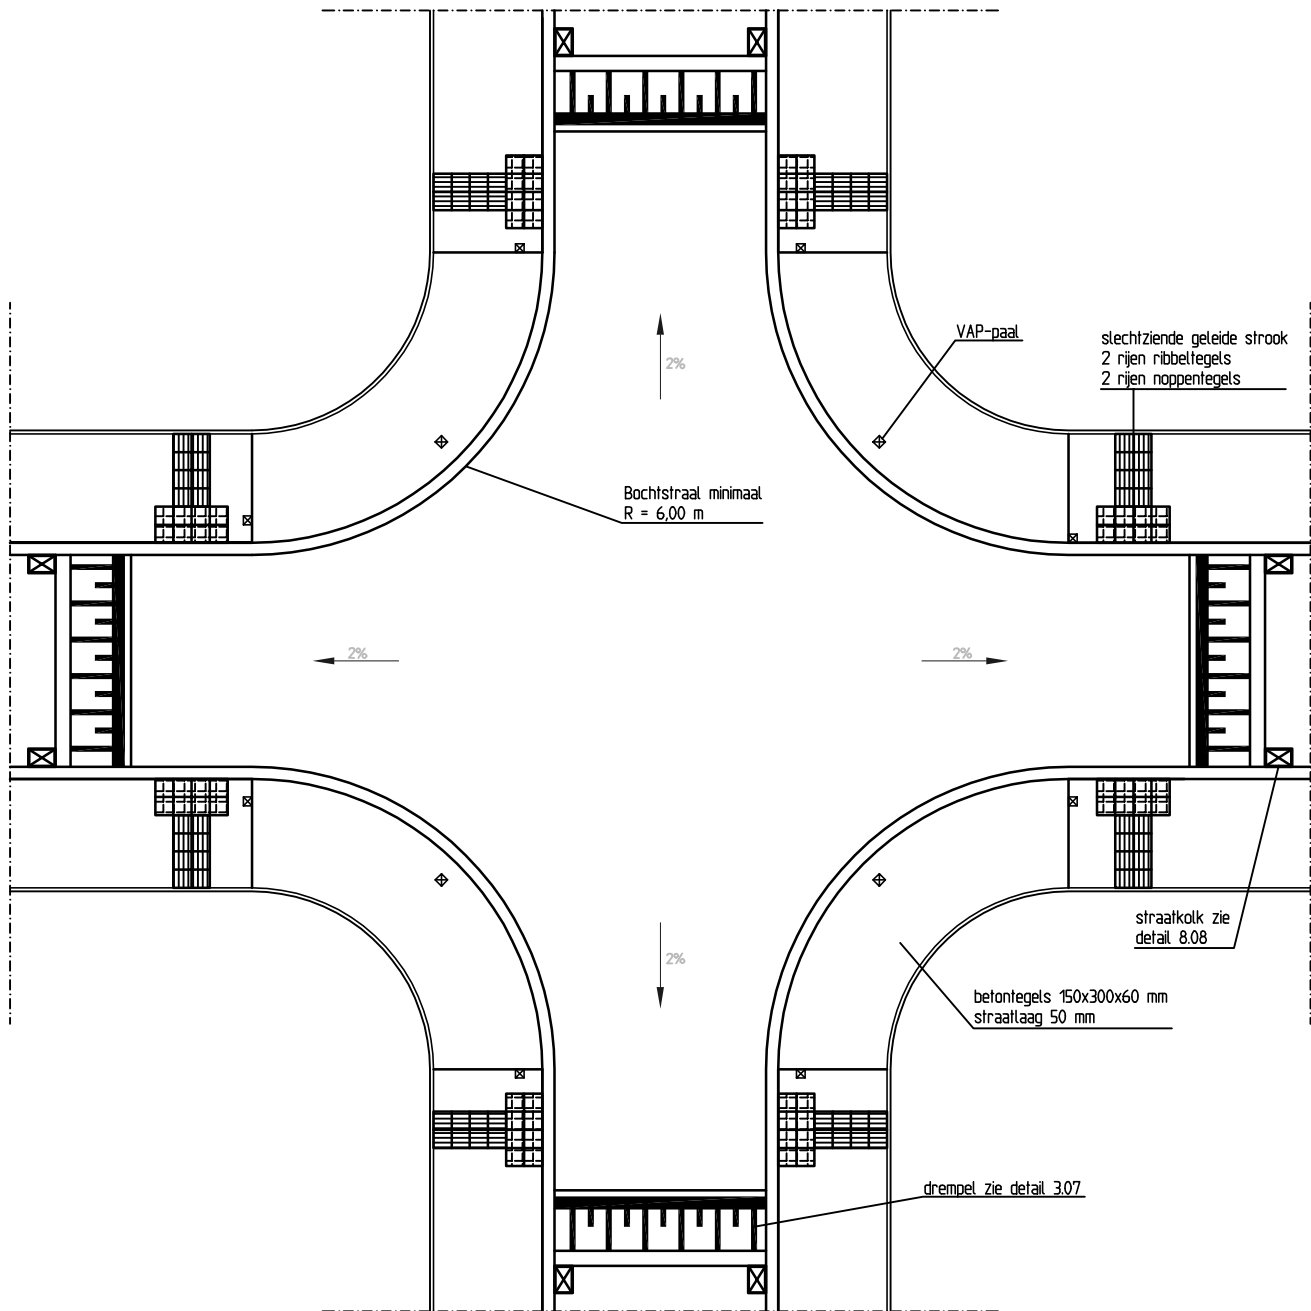 VAP-paal
slechtziende geleide strook
2 rijen ribbeltegels
2 rijen noppentegels
2%
Bochtstraal minimaal
R = 6,00 m
2%
2%
straatkolk zie
detail 8.08
2%
betontegels 150x300x60 mm
straatlaag 50 mm
drempel zie detail 3.07